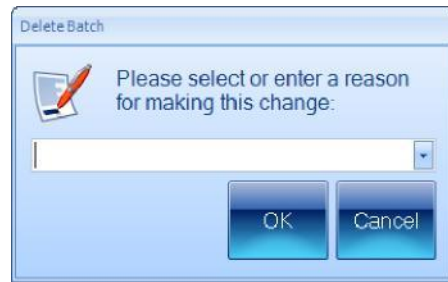 Delete Batch
Please select or enter a reason
for making this change:
OK
Cancel